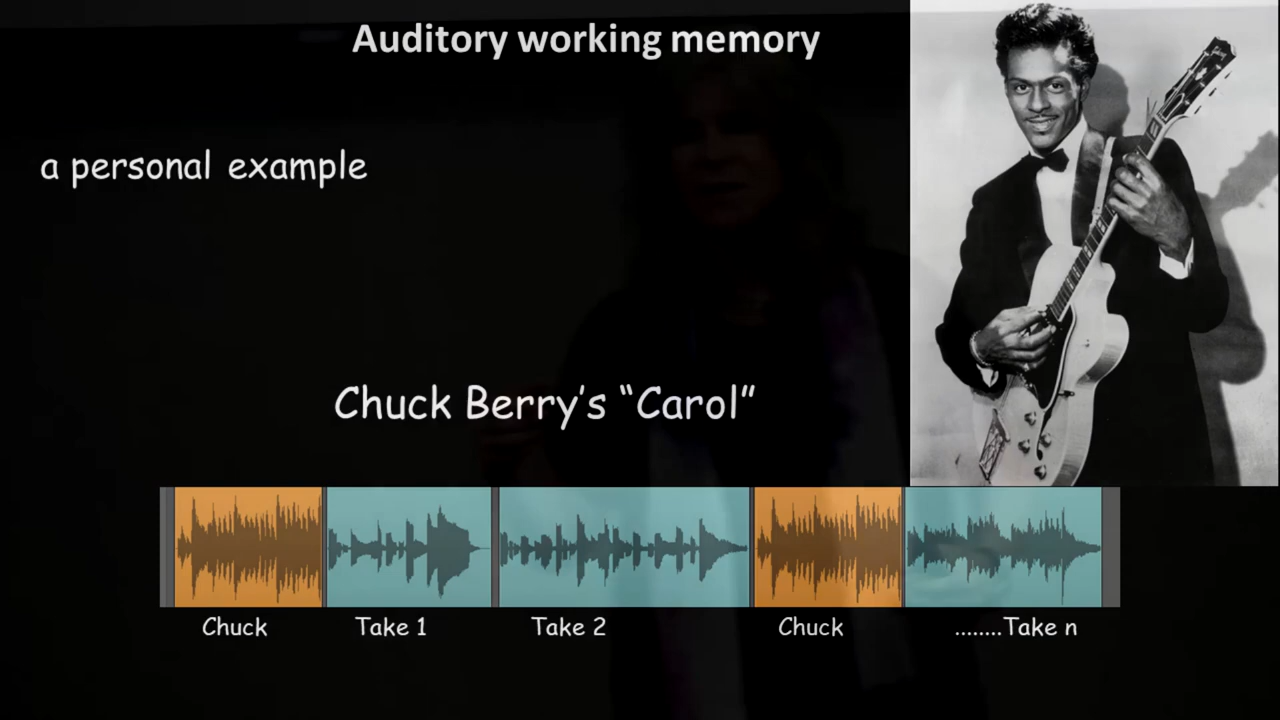 Auditory working memory
a personal example
Chuck Berry's “Carol”
Chuck Take 1 Take 2 Chuck ........Take n